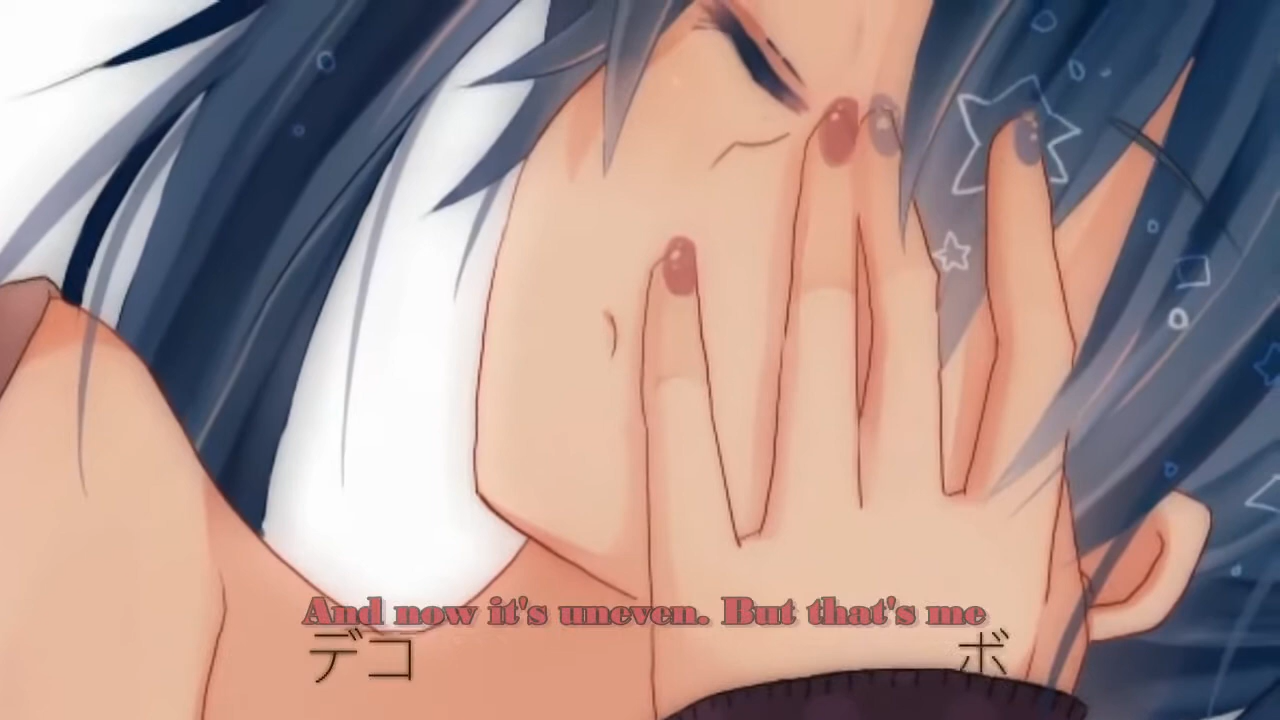 And now it's uneven. But that's me
デコ ボ